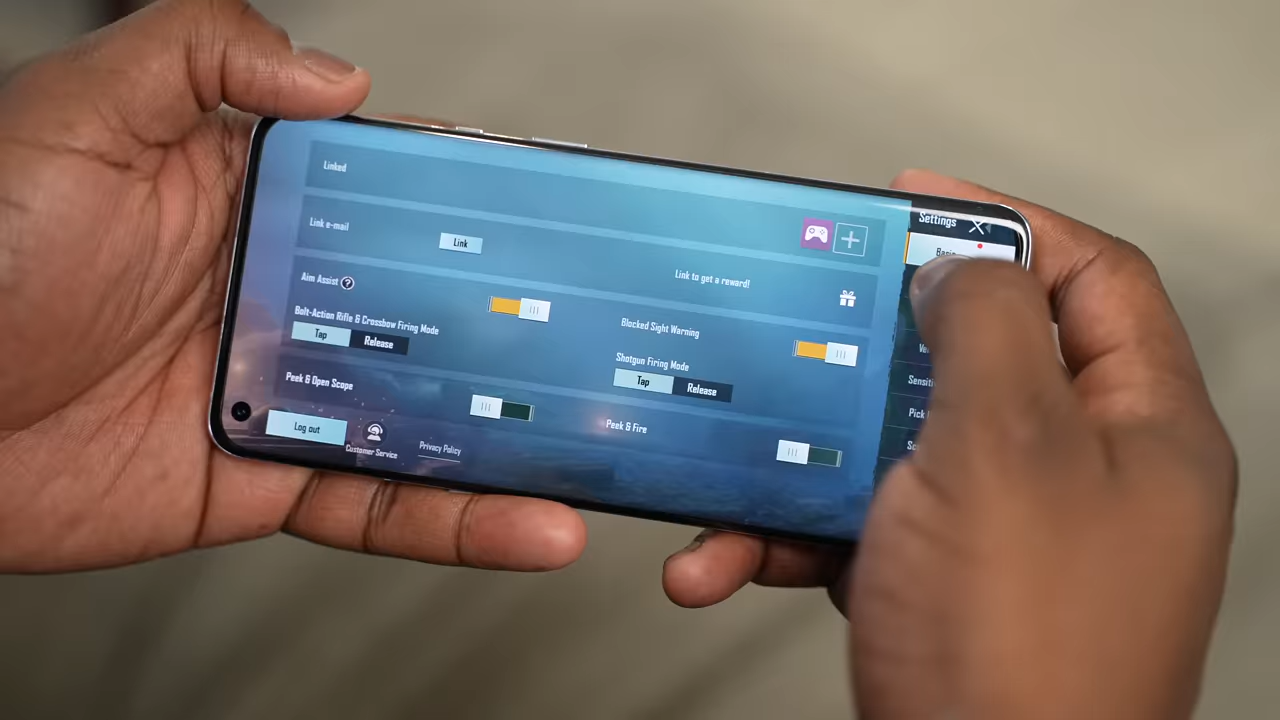 Linked
Settings
Link e-mail
Link
Link to get a reward!
Aim Assist ?
Bolt-Action Rifle & Crossbow Firing Mode
Tap Release
Blocked Sight Warning
Shotgun Firing Mode
Tap Release
Peek & Open Scope
Peek & Fire
Log out
Customer Service
Privacy Policy